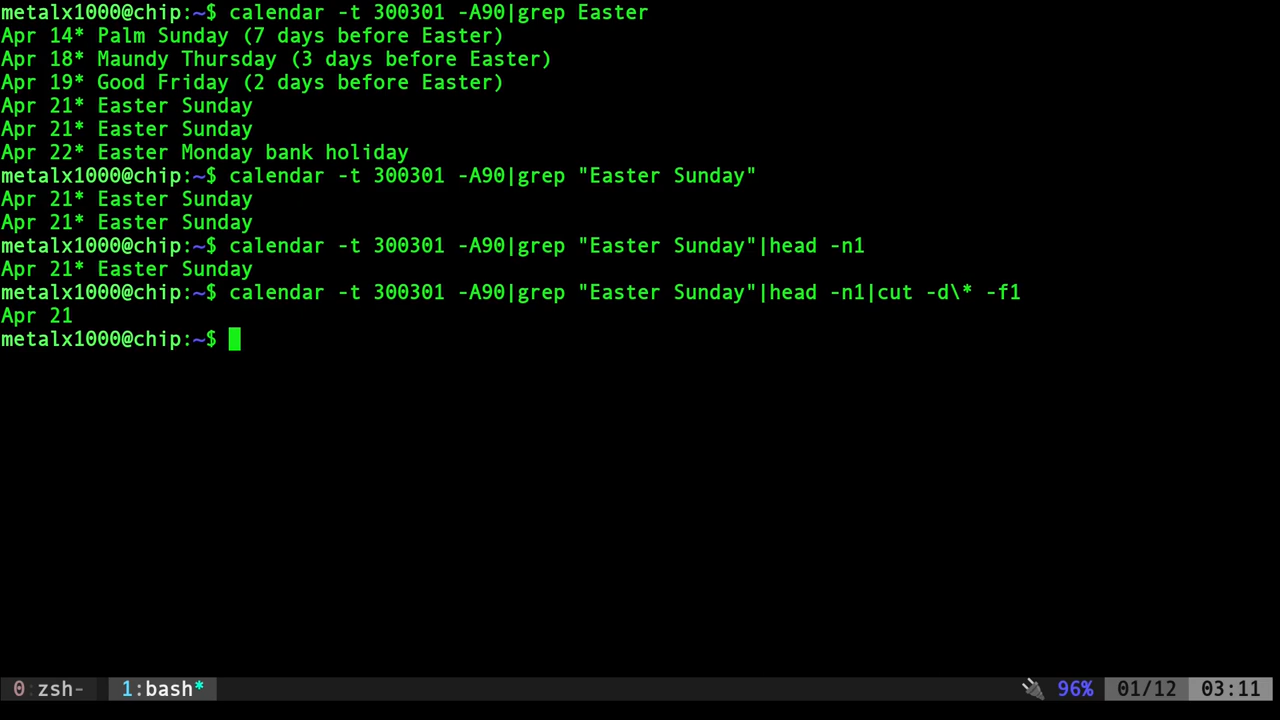 metalx1000@chip:~$ calendar -t 300301 -A90|grep Easter
Apr 14* Palm Sunday (7 days before Easter)
Apr 18* Maundy Thursday (3 days before Easter)
Apr 19* Good Friday (2 days before Easter)
Apr 21* Easter Sunday
Apr 21* Easter Sunday
Apr 22* Easter Monday bank holiday
metalx1000@chip:~$ calendar -t 300301 -A90|grep "Easter Sunday"
Apr 21* Easter Sunday
Apr 21* Easter Sunday
metalx1000@chip:~$ calendar -t 300301 -A90|grep "Easter Sunday"|head -n1
Apr 21* Easter Sunday
metalx1000@chip:~$ calendar -t 300301 -A90|grep "Easter Sunday"|head -n1|cut -d\* -f1
Apr 21
metalx1000@chip:~$
0:zsh- 1:bash* 96% 01/12 03:11